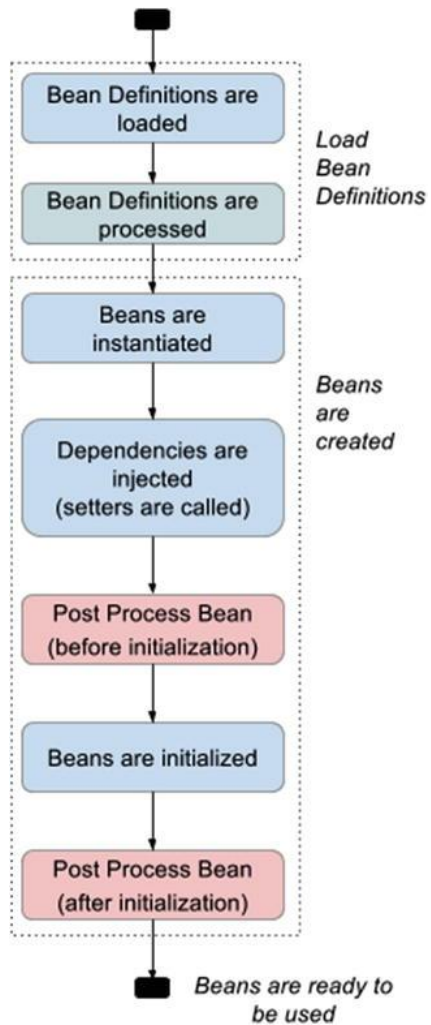 Bean Definitions are
loaded
Load
Bean
Definitions
Bean Definitions are
processed
Beans are
instantiated
Beans
are
created
Dependencies are
injected
(setters are called)
Post Process Bean
(before initialization)
Beans are initialized
Post Process Bean
(after initialization)
Beans are ready to
be used